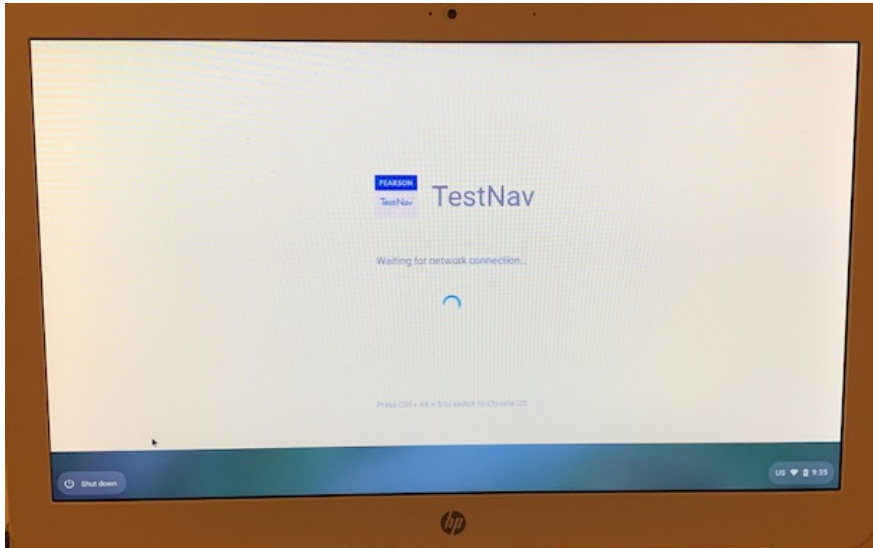 PEARSON
TestNav
TestNav
Waiting for network connection...
Press Ctrl + Alt + S to switch to Chrome OS
Shut down
US 9:35
hp